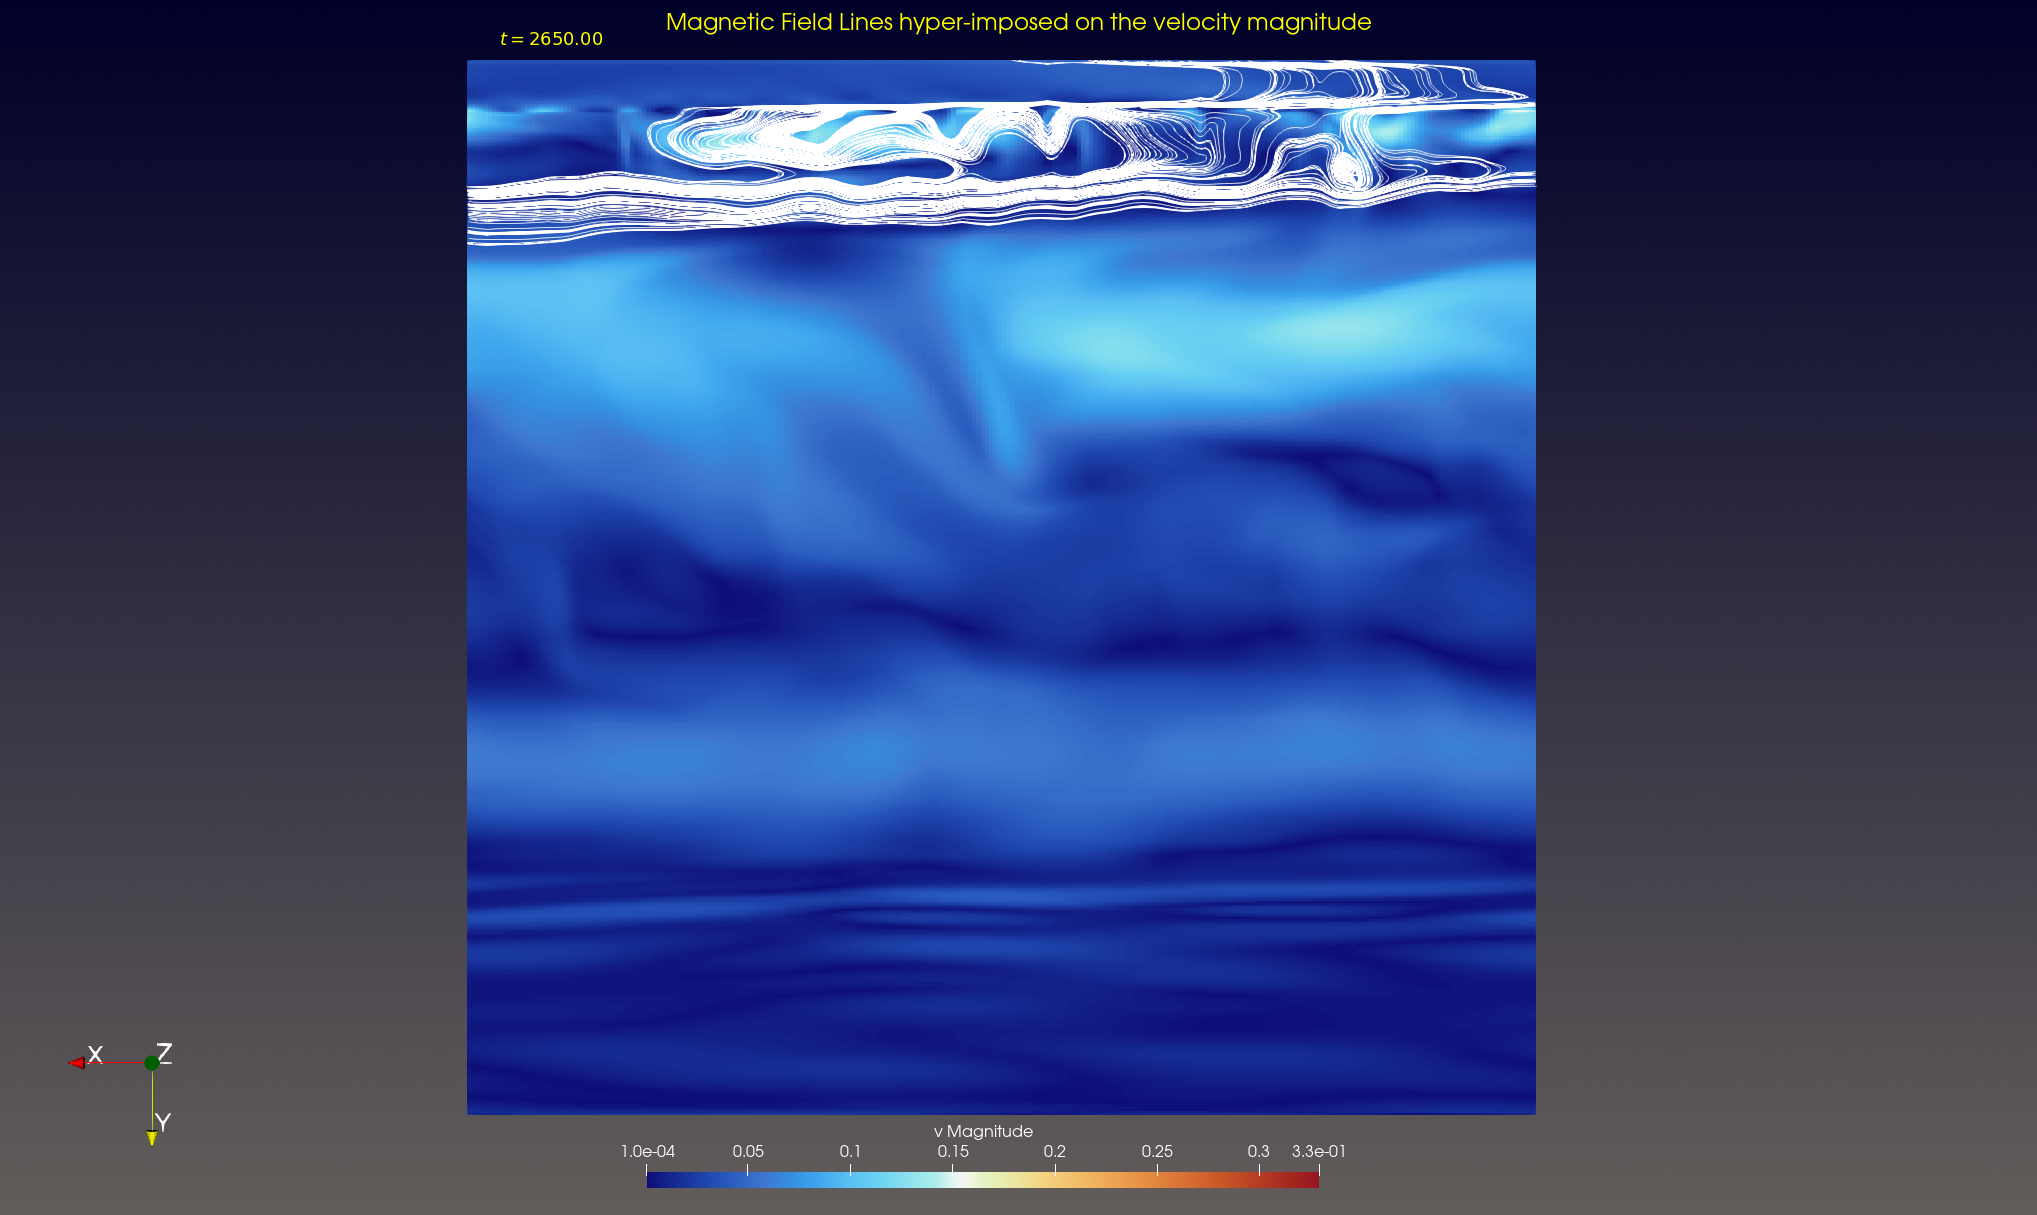 Magnetic Field Lines hyper-imposed on the velocity magnitude
t = 2650.00
X Z
Y
v Magnitude
1.0e-04 0.05 0.1 0.15 0.2 0.25 0.3 3.3e-01